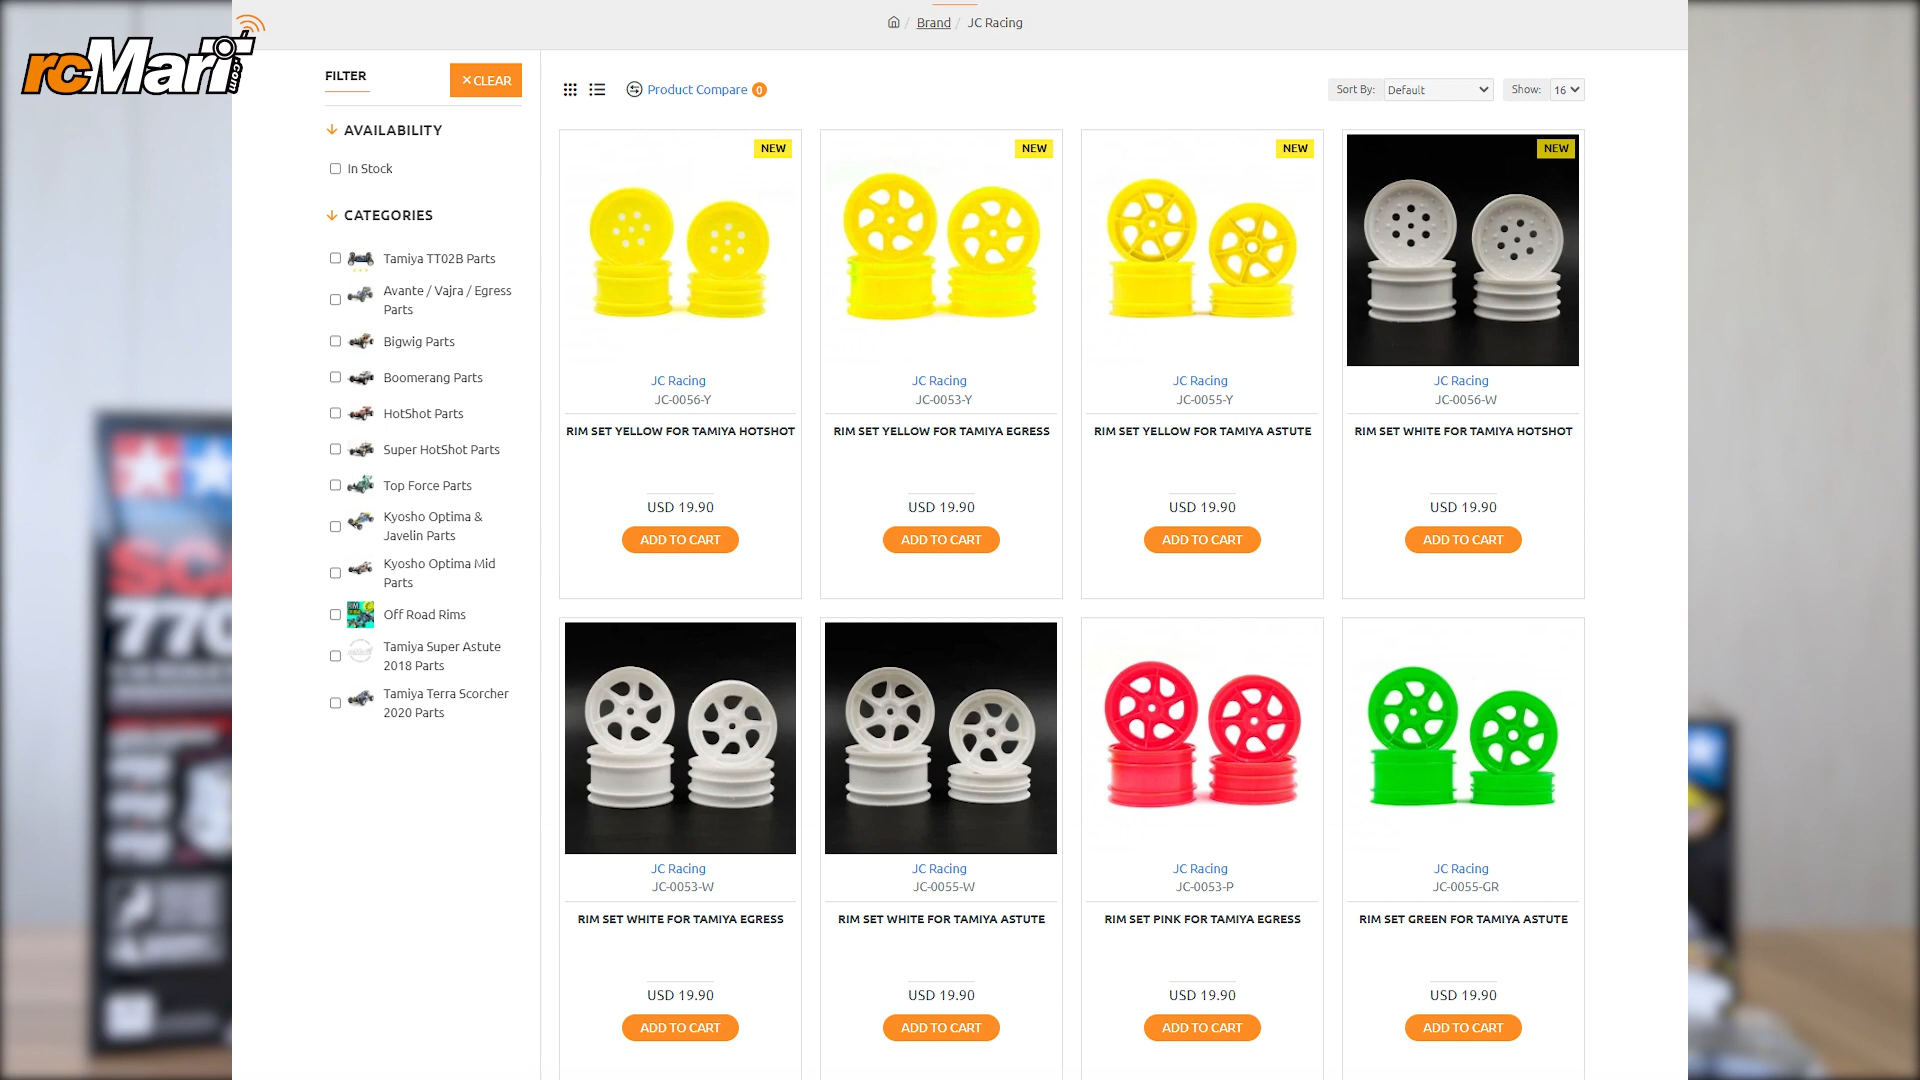 rcMart.com
/ Brand / JC Racing
FILTER
× CLEAR
AVAILABILITY
In Stock
CATEGORIES
Tamiya TT02B Parts
Avante / Vajra / Egress
Parts
Bigwig Parts
Boomerang Parts
HotShot Parts
Super HotShot Parts
Top Force Parts
Kyosho Optima &
Javelin Parts
Kyosho Optima Mid
Parts
Off Road Rims
Tamiya Super Astute
2018 Parts
Tamiya Terra Scorcher
2020 Parts
Product Compare 0
Sort By: Default
Show: 16
NEW
JC Racing
JC-0056-Y
RIM SET YELLOW FOR TAMIYA HOTSHOT
USD 19.90
ADD TO CART
NEW
JC Racing
JC-0053-Y
RIM SET YELLOW FOR TAMIYA EGRESS
USD 19.90
ADD TO CART
NEW
JC Racing
JC-0055-Y
RIM SET YELLOW FOR TAMIYA ASTUTE
USD 19.90
ADD TO CART
NEW
JC Racing
JC-0056-W
RIM SET WHITE FOR TAMIYA HOTSHOT
USD 19.90
ADD TO CART
JC Racing
JC-0053-W
RIM SET WHITE FOR TAMIYA EGRESS
USD 19.90
ADD TO CART
JC Racing
JC-0055-W
RIM SET WHITE FOR TAMIYA ASTUTE
USD 19.90
ADD TO CART
JC Racing
JC-0053-P
RIM SET PINK FOR TAMIYA EGRESS
USD 19.90
ADD TO CART
JC Racing
JC-0055-GR
RIM SET GREEN FOR TAMIYA ASTUTE
USD 19.90
ADD TO CART